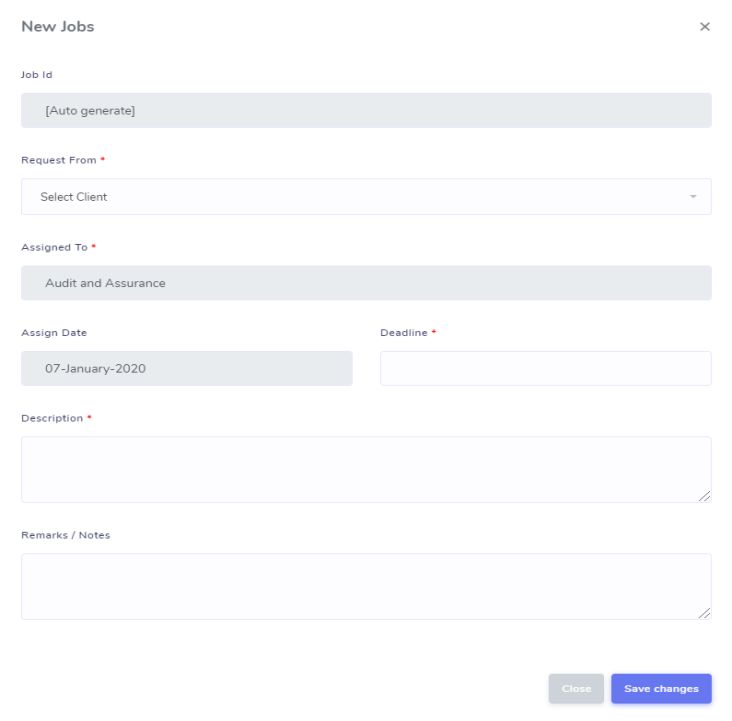 New Jobs ×
Job Id
[Auto generate]
Request From *
Select Client
Assigned To *
Audit and Assurance
Assign Date Deadline *
07-January-2020
Description *
Remarks / Notes
Close Save changes